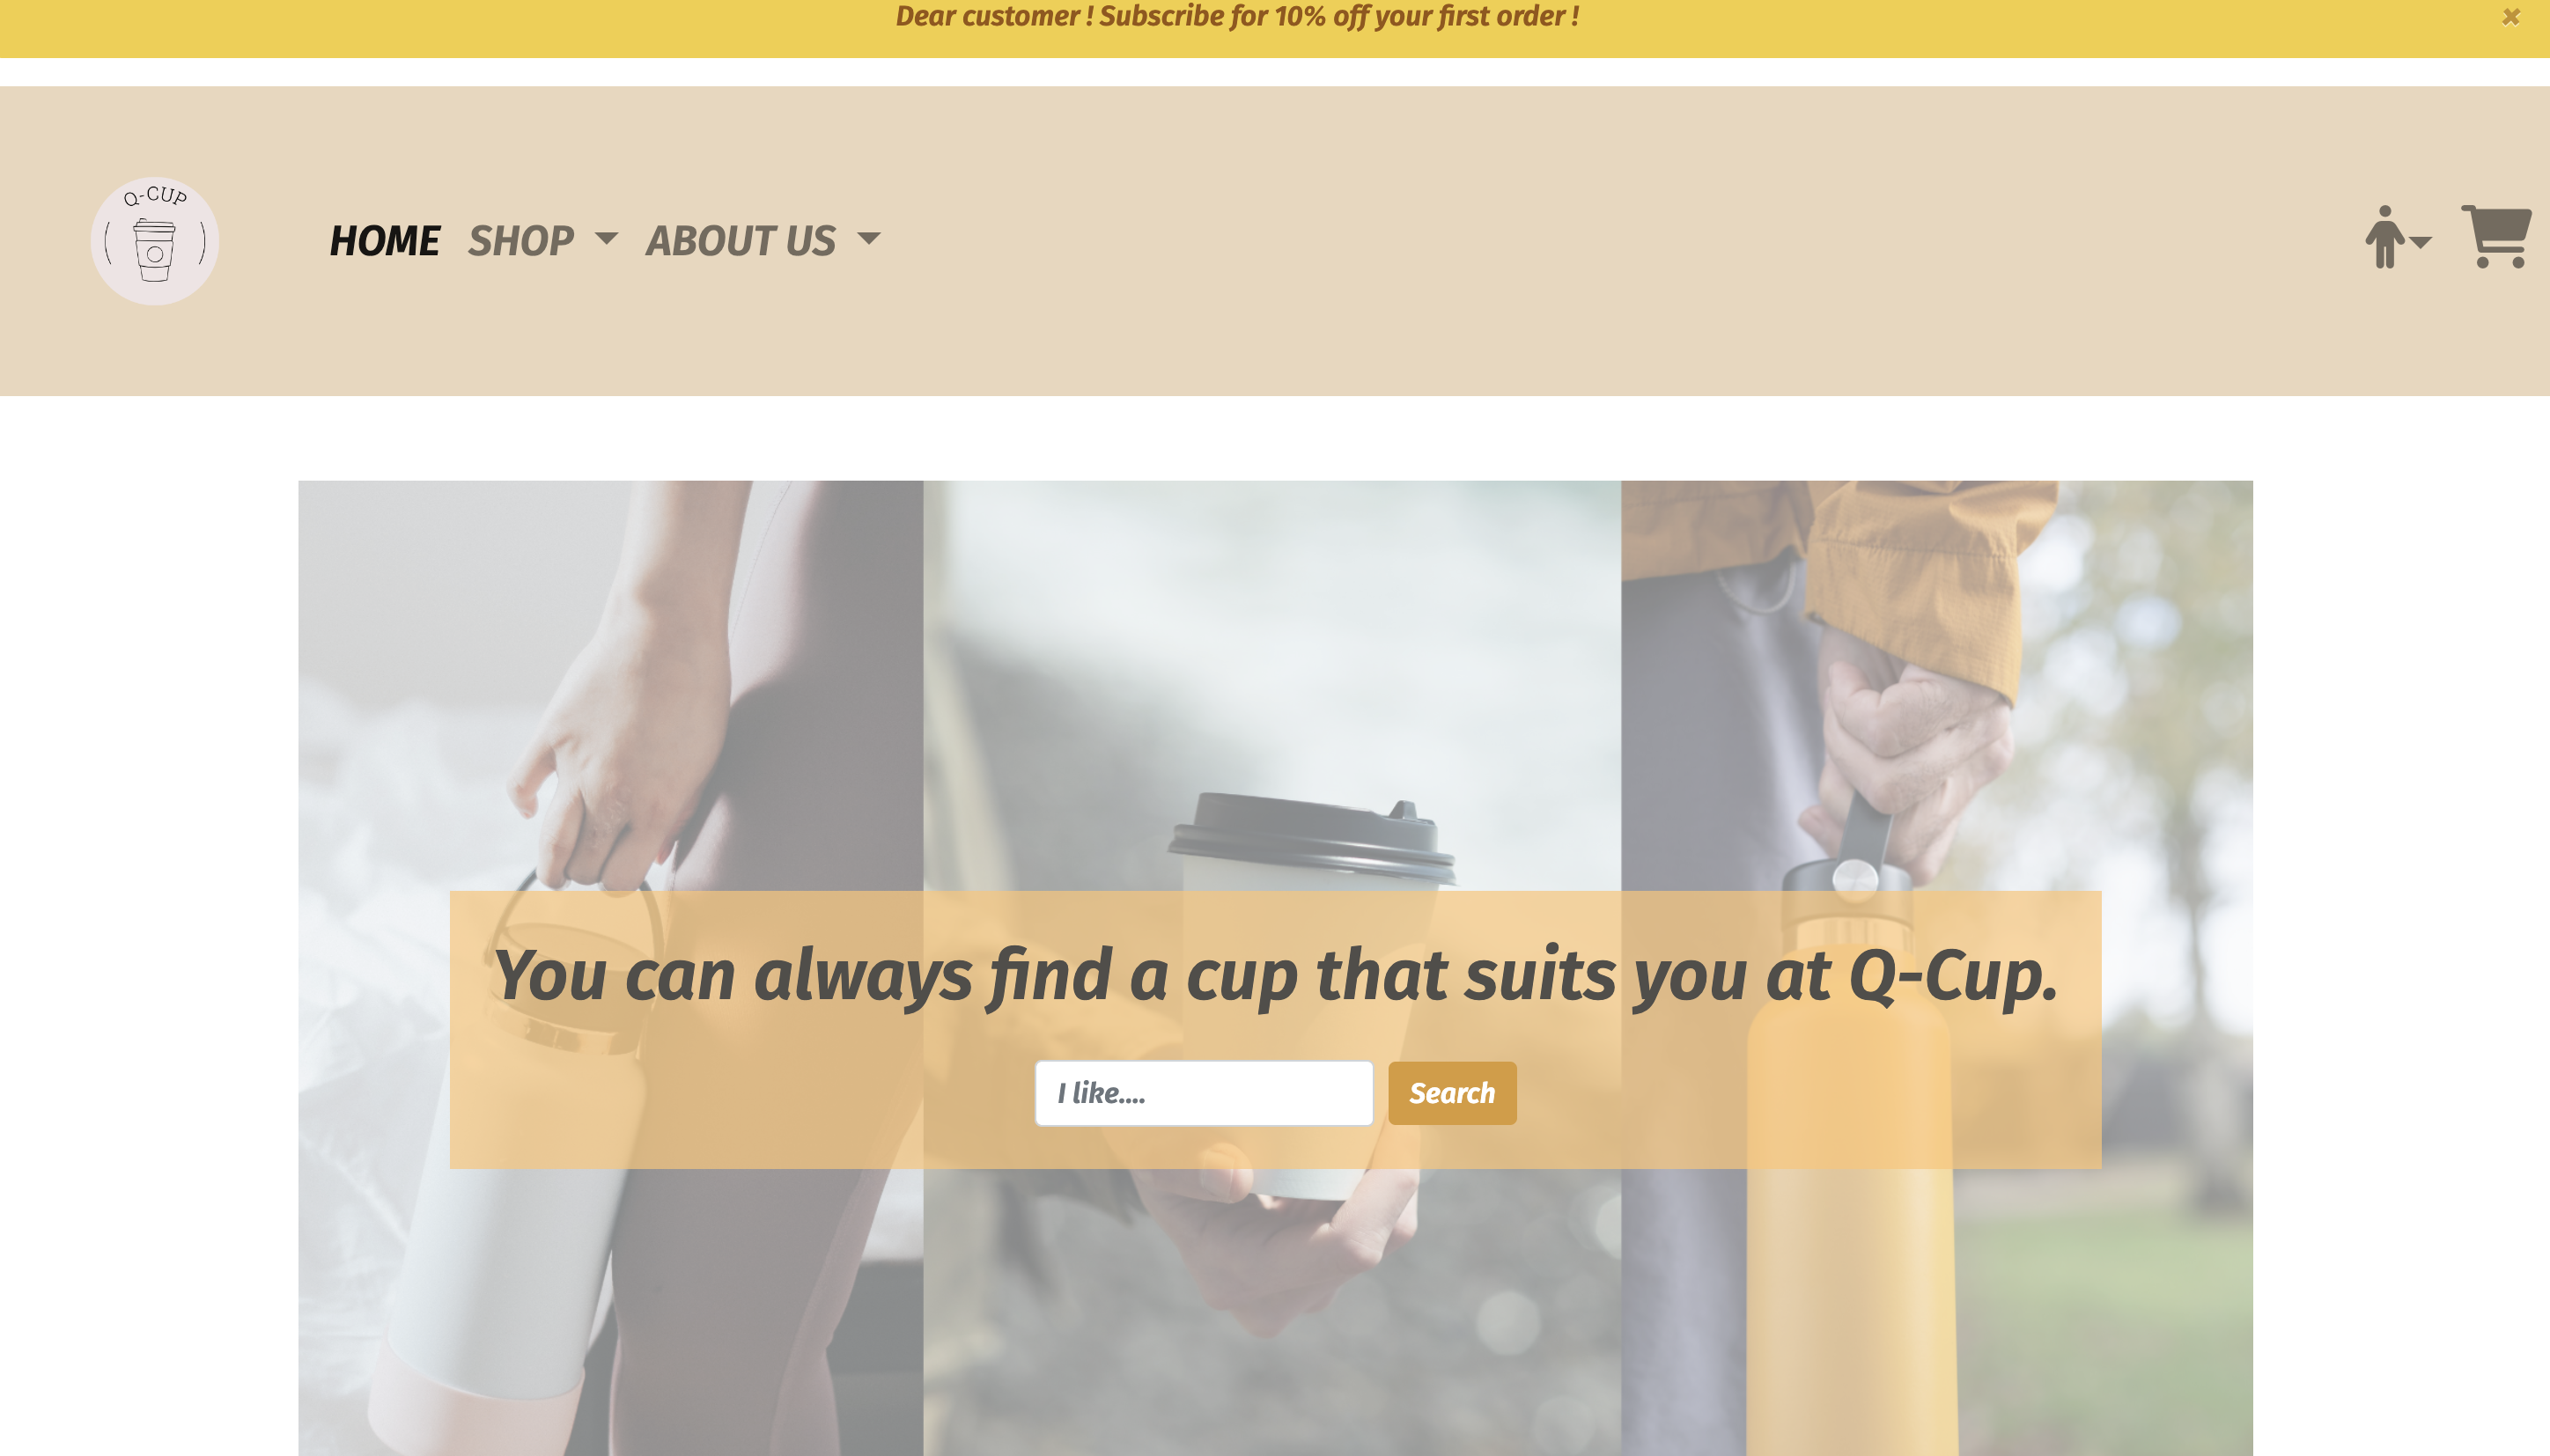 Dear customer ! Subscribe for 10% off your first order !
Q-CUP
HOME SHOP ABOUT US
You can always find a cup that suits you at Q-Cup.
I like....
Search